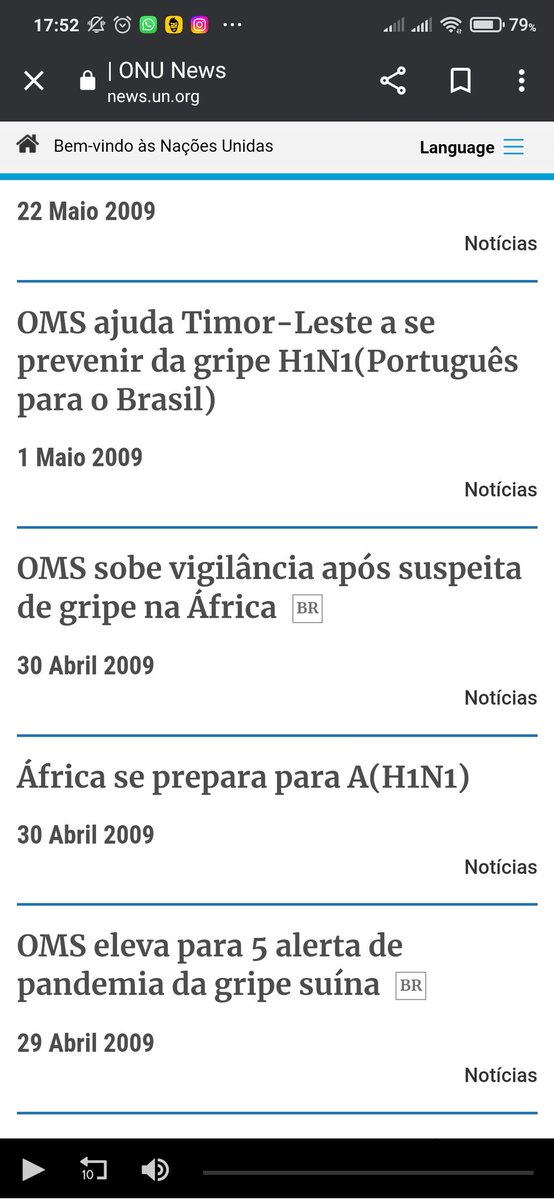 17:52
79%
| ONU News
news.un.org
Bem-vindo às Nações Unidas
Language
22 Maio 2009
Notícias
OMS ajuda Timor-Leste a se
prevenir da gripe H1N1(Português
para o Brasil)
1 Maio 2009
Notícias
OMS sobe vigilância após suspeita
de gripe na África BR
30 Abril 2009
Notícias
África se prepara para A(H1N1)
30 Abril 2009
Notícias
OMS eleva para 5 alerta de
pandemia da gripe suína BR
29 Abril 2009
Notícias
10